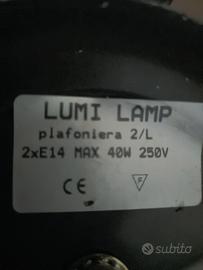 LUMI LAMP
plafoniera 2/L
2xE14 MAX 40W 250V
CE F
subito